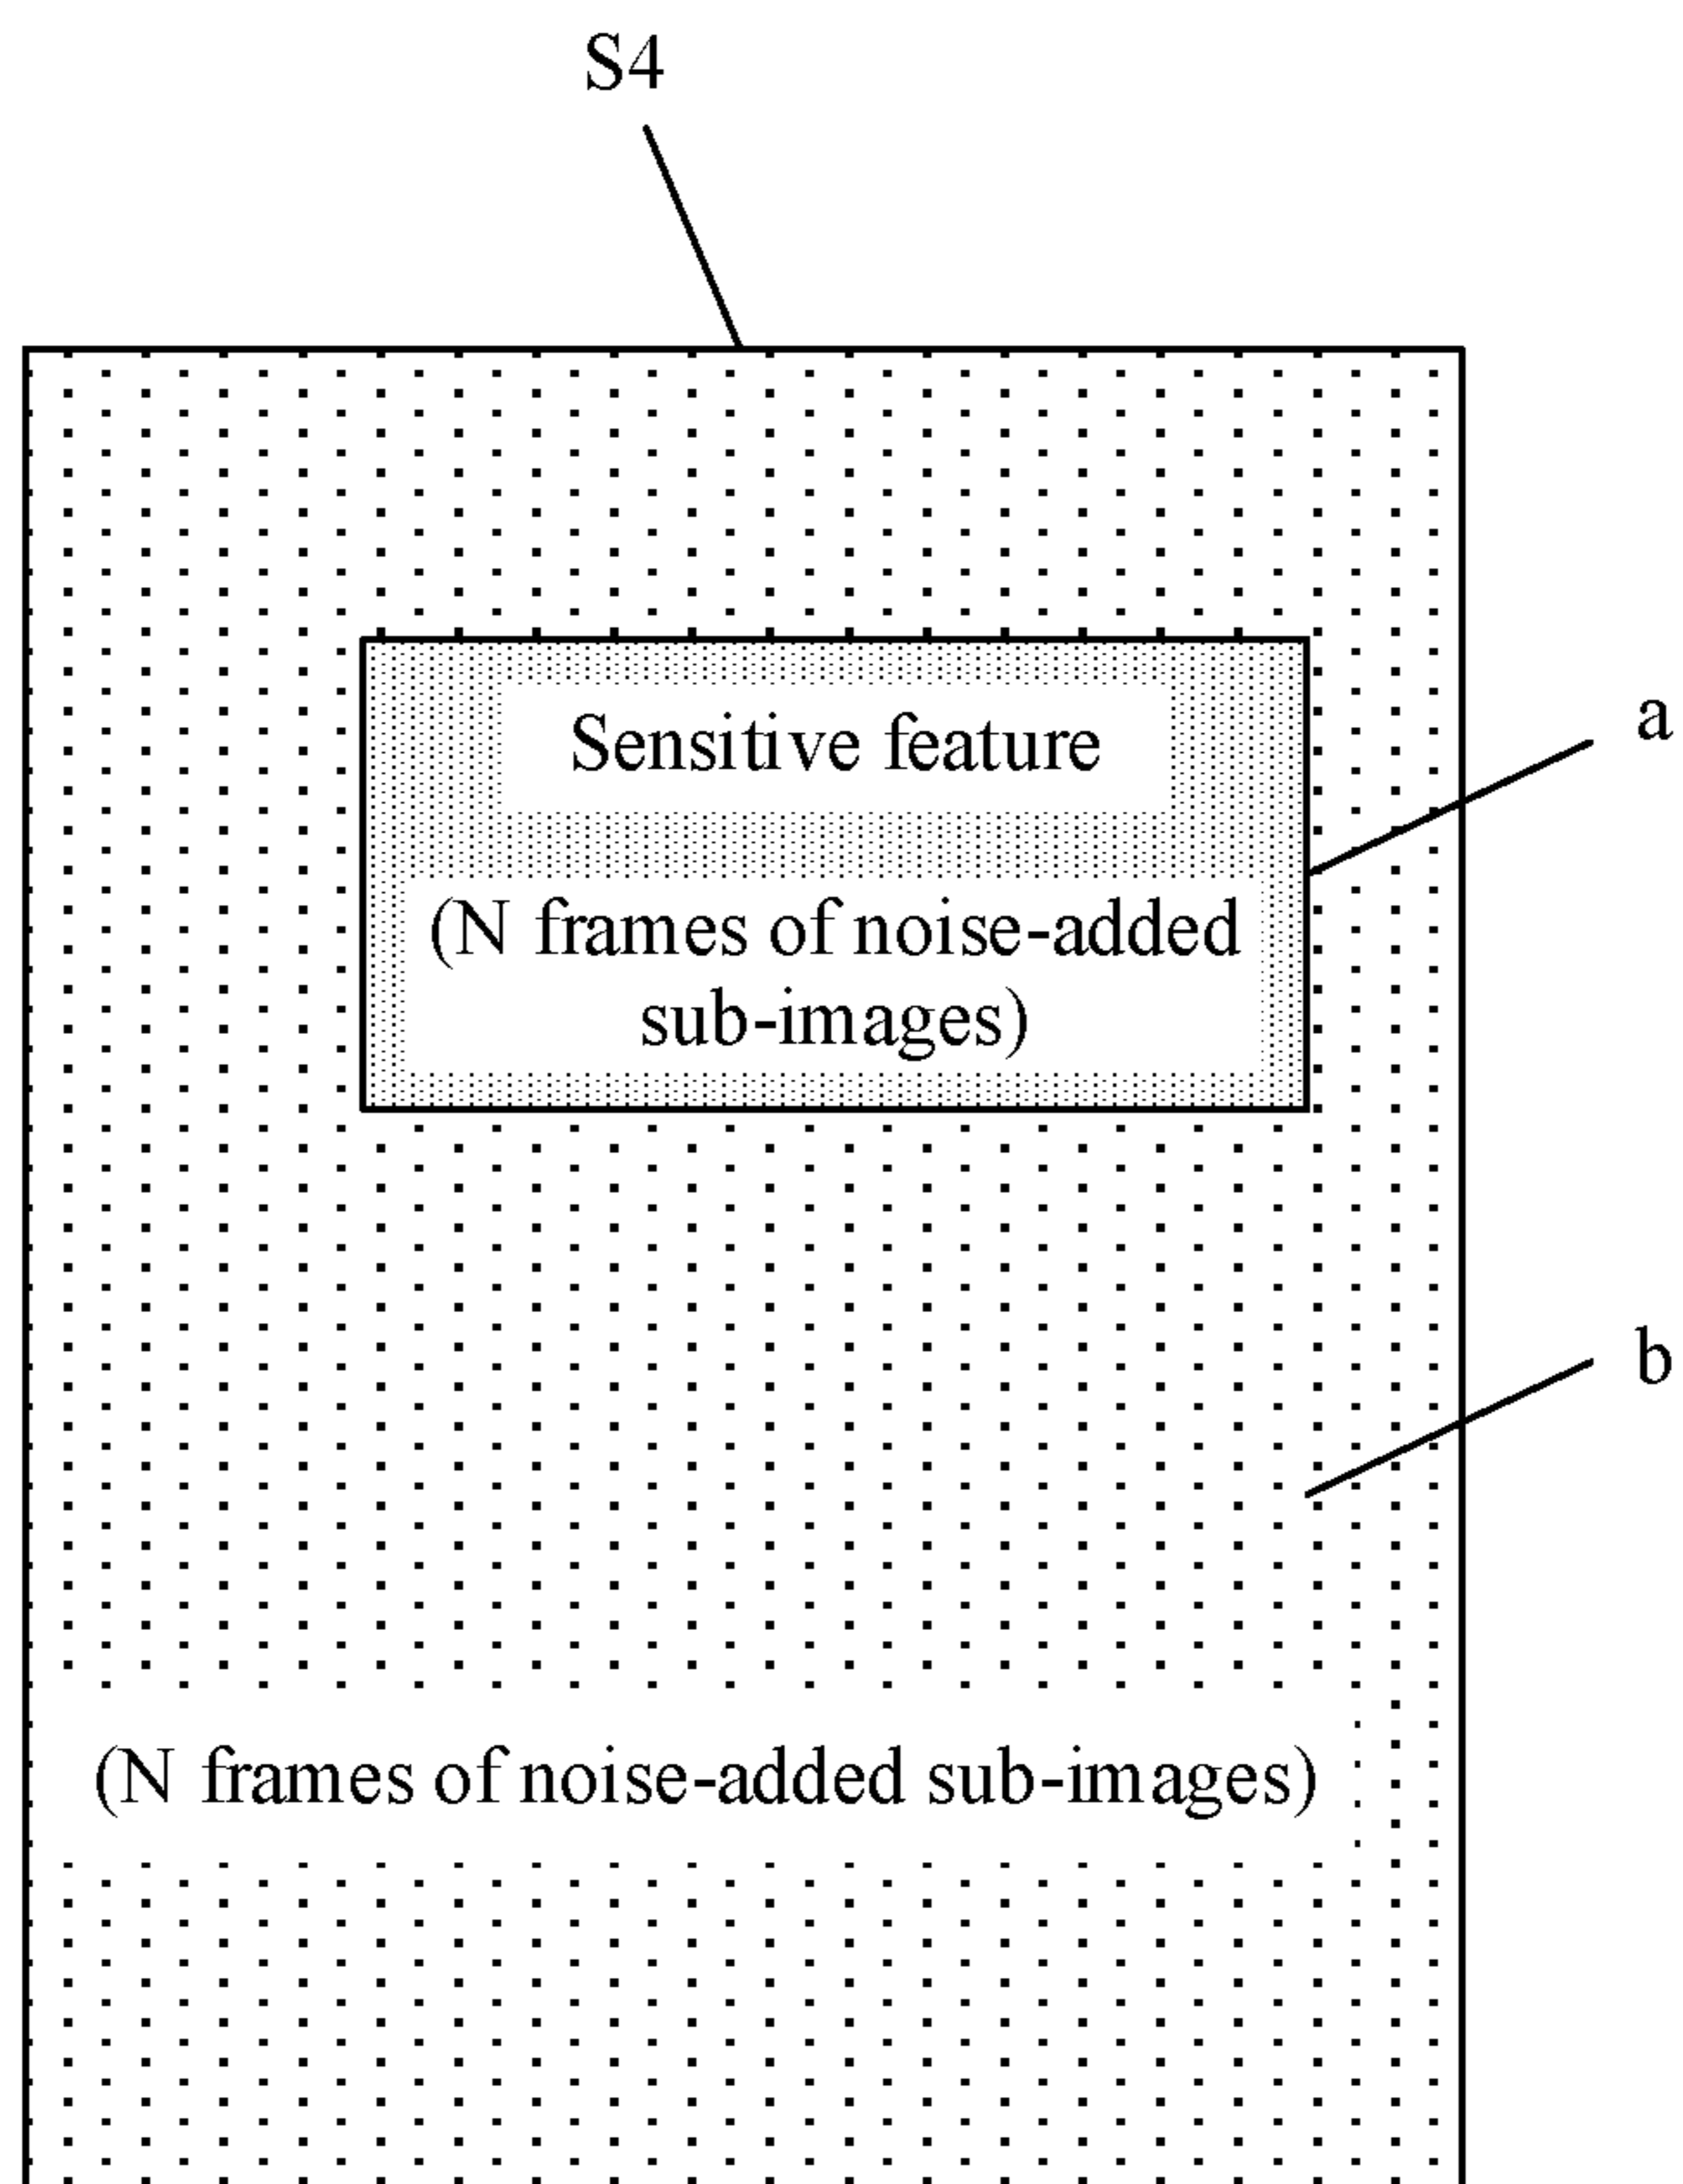 S4
Sensitive feature
a
(N frames of noise-added
sub-images)
b
(N frames of noise-added sub-images)